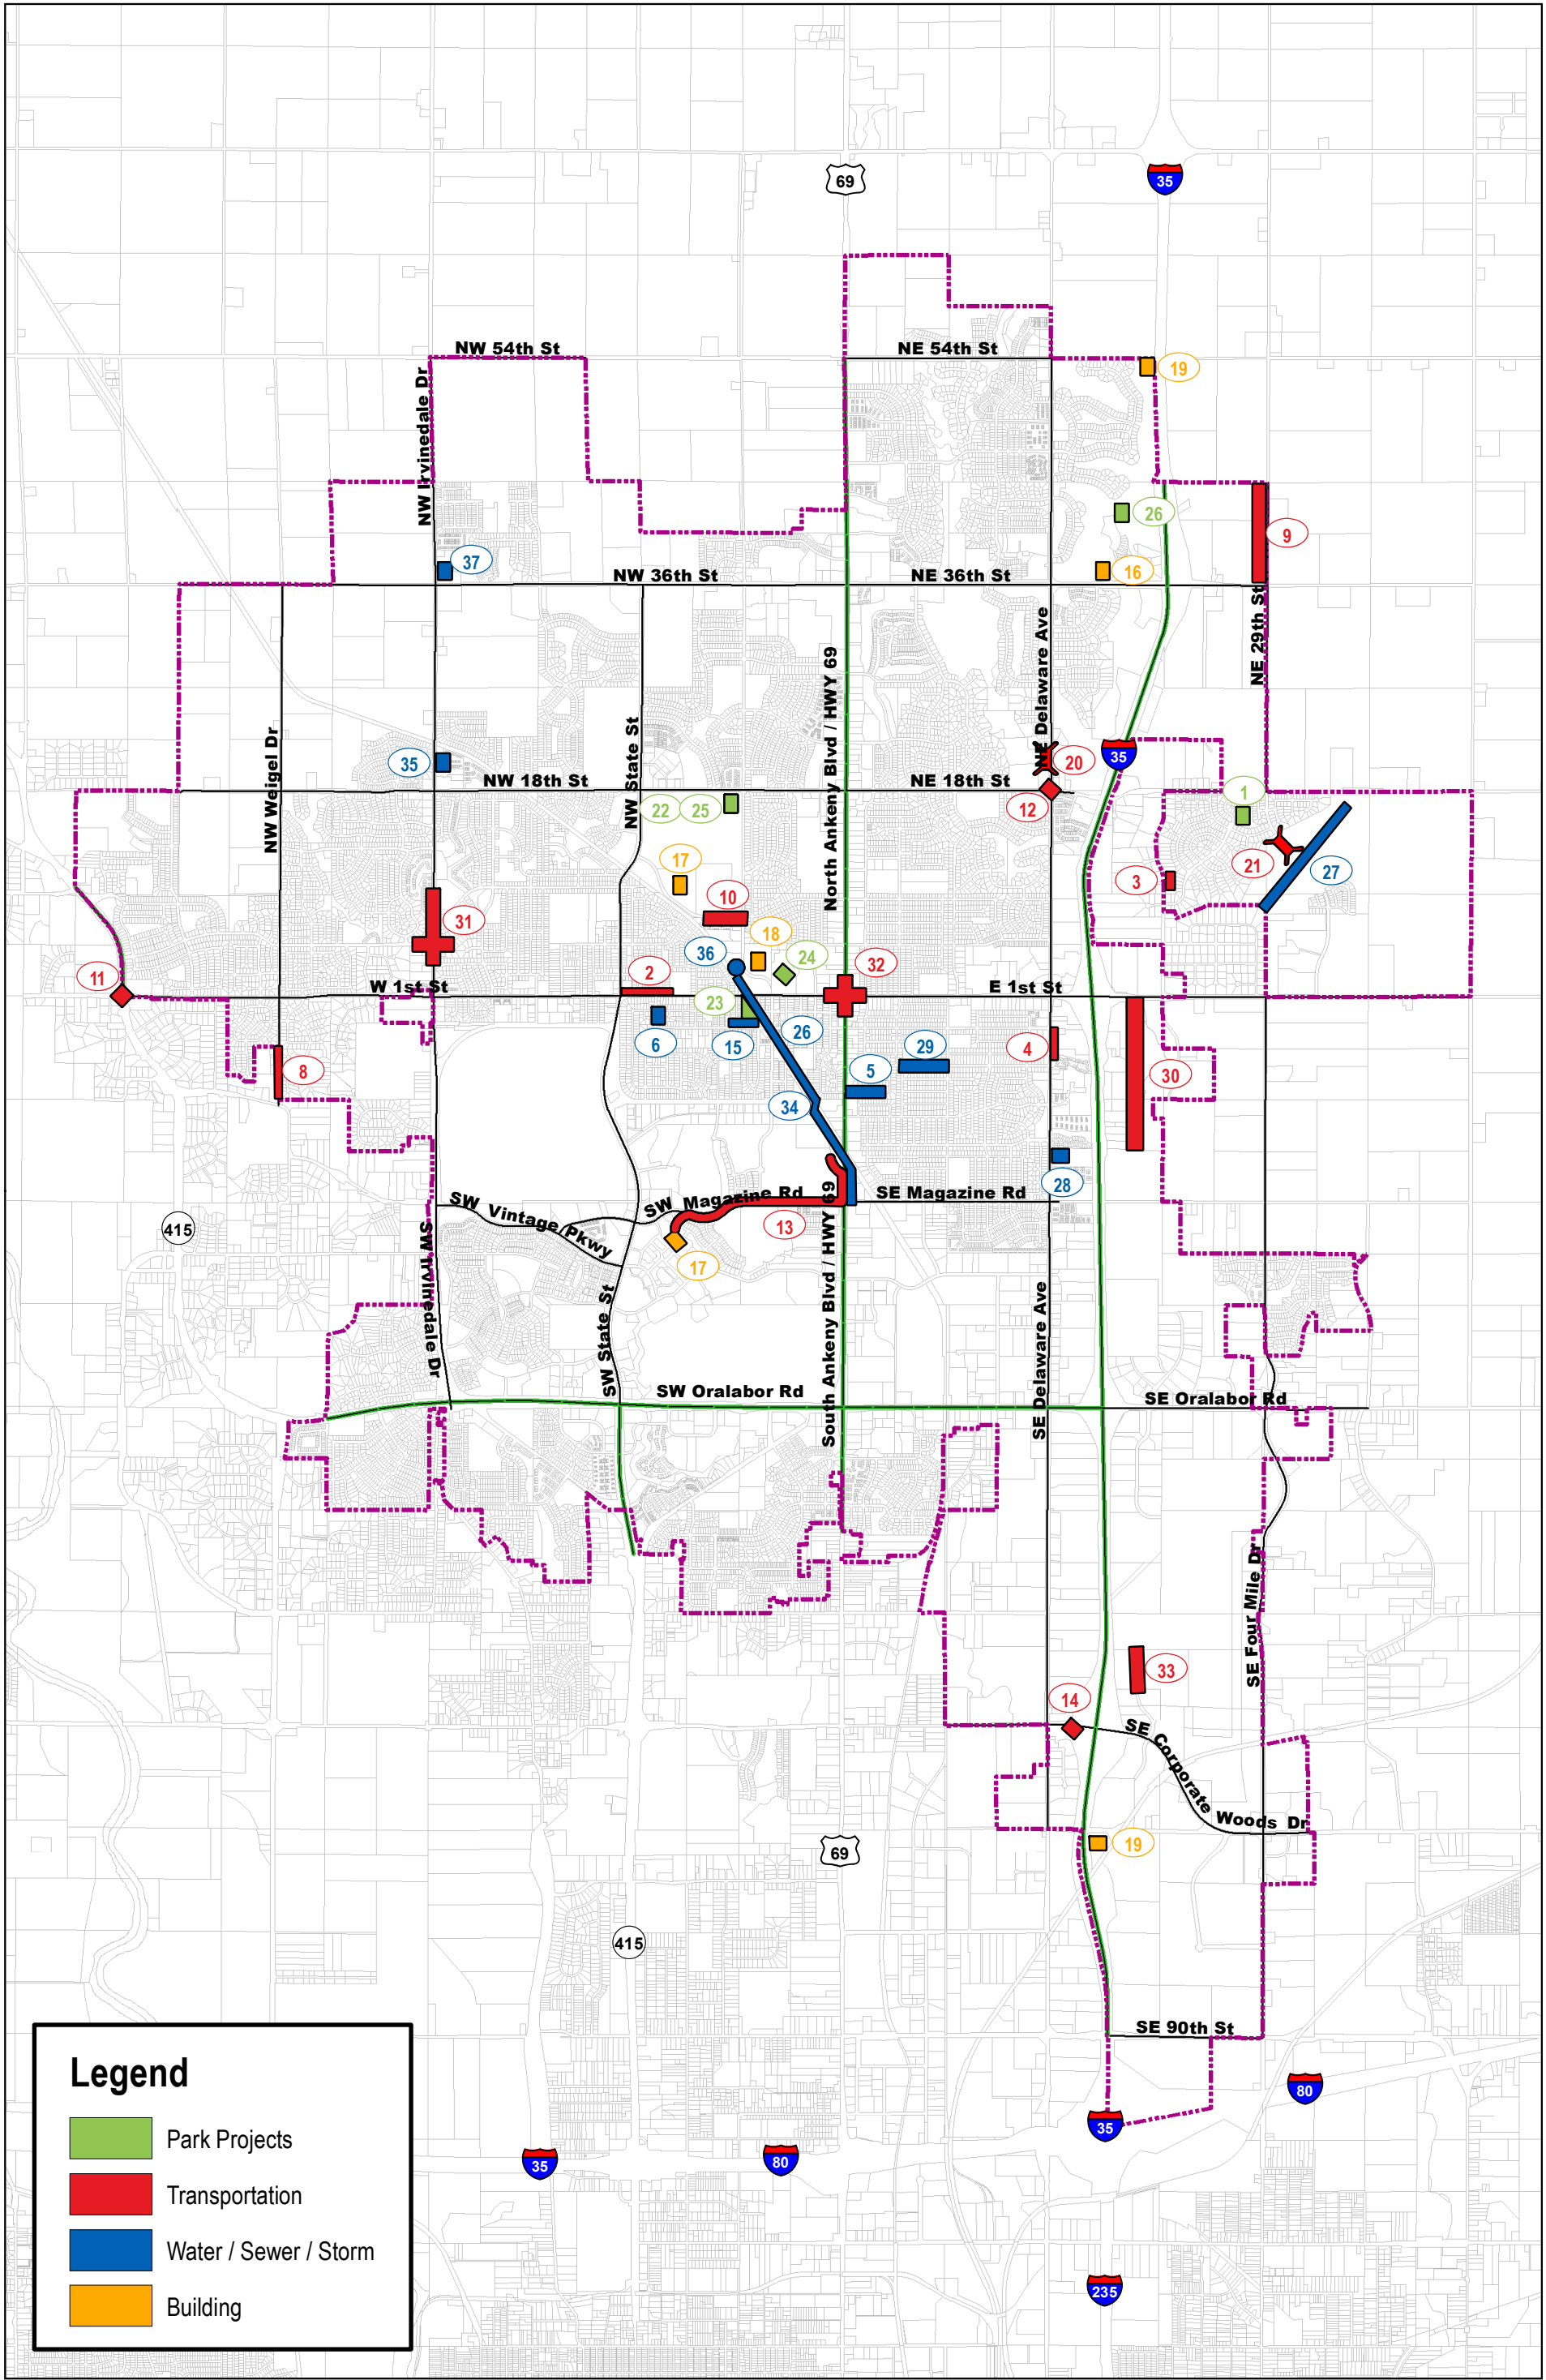 69
35
NW 54th St
NE 54th St
19
NW Irvinedale Dr
26
9
37
NW 36th St
NE 36th St
16
NE 29th St
NE Delaware Ave
North Ankeny Blvd / HWY 69
NW State St
NW Weigel Dr
35
20
35
NW 18th St
NE 18th St
22
25
12
1
17
21
27
3
10
31
18
36
24
32
11
2
W 1st St
E 1st St
23
6
15
26
29
4
8
5
30
34
28
SW Magazine Rd
SE Magazine Rd
SW Vintage Pkwy
13
415
17
SW Irvinedale Dr
SW State St
South Ankeny Blvd / HWY 69
SE Delaware Ave
SW Oralabor Rd
SE Oralabor Rd
SE Four Mile Dr
33
14
SE Corporate Woods Dr
69
19
415
SE 90th St
80
35
35
80
235
Legend
Park Projects
Transportation
Water / Sewer / Storm
Building